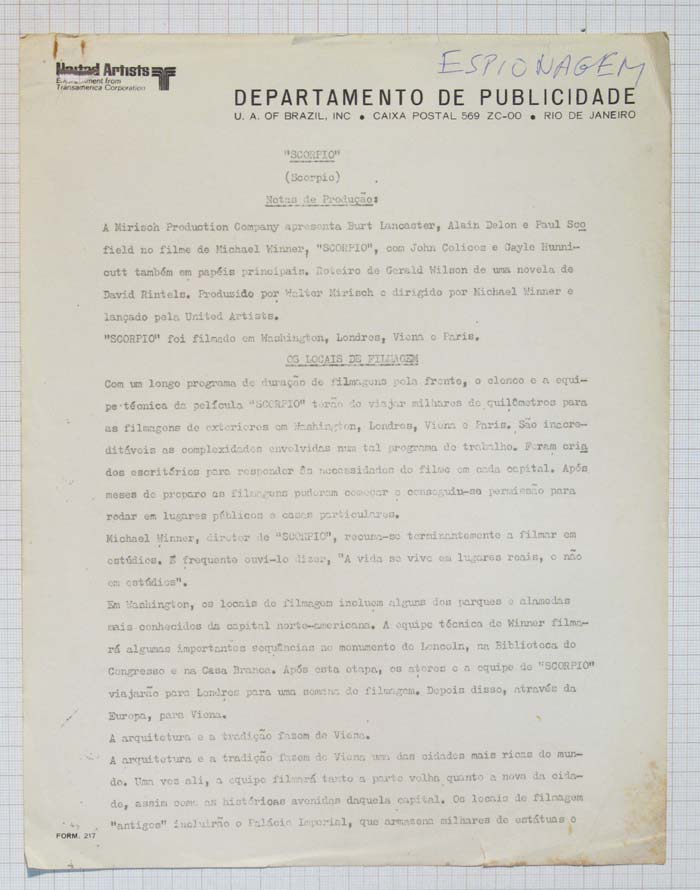 United Artists
Entertainment from
Transamerica Corporation
ESPIONAGEM
DEPARTAMENTO DE PUBLICIDADE
U. A. OF BRAZIL, INC • CAIXA POSTAL 569 ZC-00 • RIO DE JANEIRO
"SCORPIO"
(Scorpio)
Notas de Produção:
A Mirisch Production Company apresenta Burt Lancaster, Alain Delon e Paul Sco
field no filme de Michael Winner, "SCORPIO", com John Colicos e Gayle Hunni-
cutt também em papéis principais. Roteiro de Gerald Wilson de uma novela de
David Rintels. Produzido por Walter Mirisch e dirigido por Michael Winner e
lançado pela United Artists.
"SCORPIO" foi filmado em Washington, Londres, Viena e Paris.
OS LOCAIS DE FILMAGEM
Com um longo programa de duração de filmagens pela frente, o elenco e a equi-
pe técnica da película "SCORPIO" terão de viajar milhares de quilômetros para
as filmagens de exteriores em Washington, Londres, Viena e Paris. São inacre-
ditáveis as complexidades envolvidas num tal programa de trabalho. Foram cria
dos escritórios para responder às necessidades do filme em cada capital. Após
meses de preparo as filmagens puderam começar e conseguiu-se permissão para
rodar em lugares públicos e casas particulares.
Michael Winner, diretor de "SCORPIO", recusa-se terminantemente a filmar em
estúdios. É frequente ouvi-lo dizer, "A vida se vive em lugares reais, e não
em estúdios".
Em Washington, os locais de filmagem incluem alguns dos parques e alamedas
mais conhecidos da capital norte-americana. A equipe técnica de Winner filma-
rá algumas importantes sequências no monumento de Loncoln, na Biblioteca do
Congresso e na Casa Branca. Após esta etapa, os atores e a equipe de "SCORPIO"
viajarão para Londres para uma semana de filmagem. Depois disso, através da
Europa, para Viena.
A arquitetura e a tradição fazem de Viena.
A arquitetura e a tradição fazem de Viena uma das cidades mais ricas do mun-
do. Uma vez ali, a equipe filmará tanto a parte velha quanto a nova da cida-
de, assim como as históricas avenidas daquela capital. Os locais de filmagem
"antigos" incluirão o Palácio Imperial, que armazena milhares de estátuas e
FORM. 217